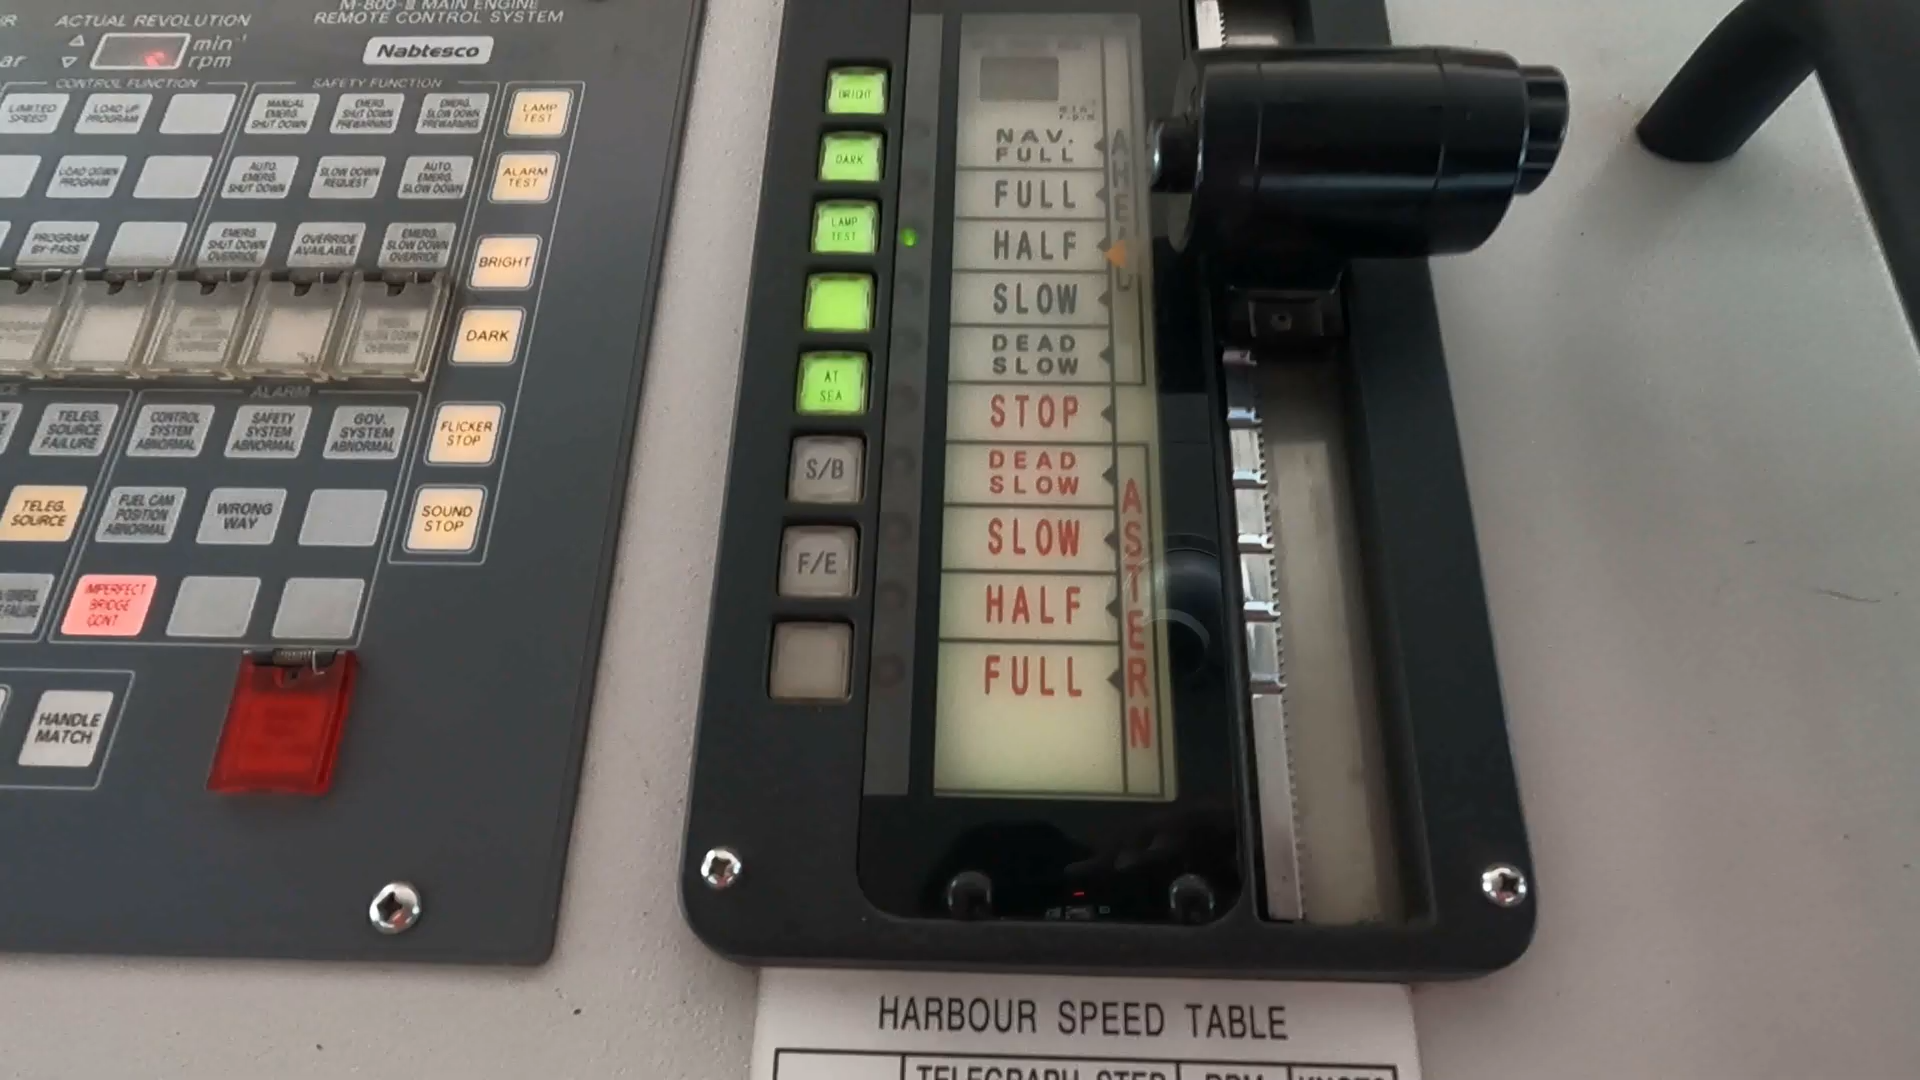 ACTUAL REVOLUTION
M-800-III MAIN ENGINE
REMOTE CONTROL SYSTEM
min⁻¹
rpm
Nabtesco
CONTROL FUNCTION
SAFETY FUNCTION
LIMITED
SPEED
LOAD UP
PROGRAM
MANUAL
EMERG.
SHUT DOWN
EMERG.
SHUT DOWN
PREWARNING
EMERG.
SLOW DOWN
PREWARNING
LAMP
TEST
LOAD DOWN
PROGRAM
AUTO.
EMERG.
SHUT DOWN
SLOW DOWN
REQUEST
AUTO.
EMERG.
SLOW DOWN
ALARM
TEST
PROGRAM
BY-PASS
EMERG.
SHUT DOWN
OVERRIDE
OVERRIDE
AVAILABLE
EMERG.
SLOW DOWN
OVERRIDE
BRIGHT
EMERG.
SLOW DOWN
OVERRIDE
DARK
ALARM
TELEG.
SOURCE
FAILURE
CONTROL
SYSTEM
ABNORMAL
SAFETY
SYSTEM
ABNORMAL
GOV.
SYSTEM
ABNORMAL
FLICKER
STOP
TELEG.
SOURCE
FUEL CAM
POSITION
ABNORMAL
WRONG
WAY
SOUND
STOP
IMPERFECT
BRIDGE
CONT.
HANDLE
MATCH
BRIGHT
DARK
LAMP
TEST
AT
SEA
S/B
F/E
NAV.
FULL
FULL
HALF
SLOW
DEAD
SLOW
STOP
DEAD
SLOW
SLOW
HALF
FULL
AHEAD
ASTERN
HARBOUR SPEED TABLE
TELEGRAPH STEP
RPM
KNOTS